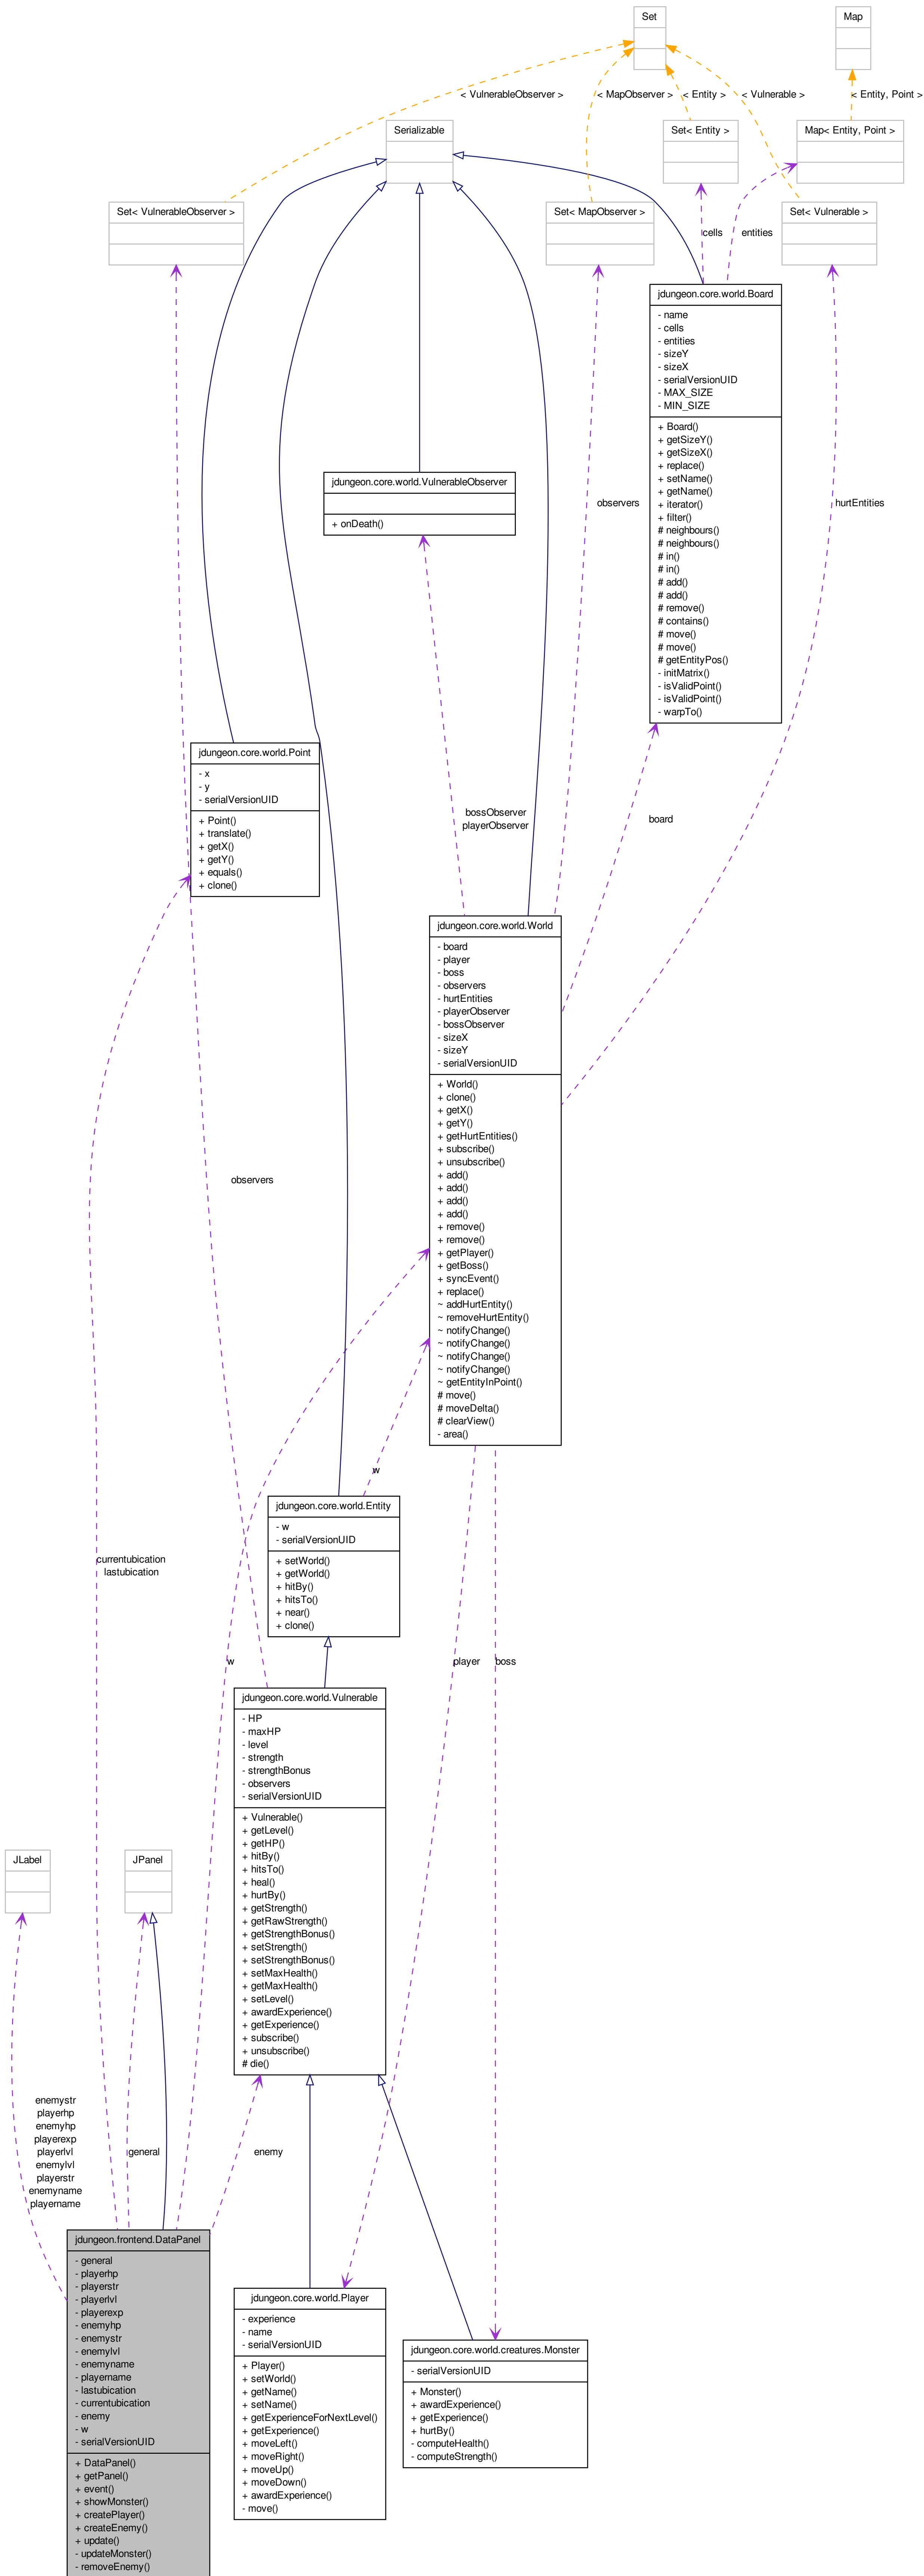 Set
Map
< VulnerableObserver >
< MapObserver >
< Entity >
< Vulnerable >
< Entity, Point >
Serializable
Set< Entity >
Map< Entity, Point >
Set< VulnerableObserver >
Set< MapObserver >
Set< Vulnerable >
cells
entities
jdungeon.core.world.Board
- name
- cells
- entities
- sizeY
- sizeX
- serialVersionUID
- MAX_SIZE
- MIN_SIZE
+ Board()
+ getSizeY()
+ getSizeX()
+ replace()
+ setName()
+ getName()
+ iterator()
+ filter()
# neighbours()
# neighbours()
# in()
# in()
# add()
# add()
# remove()
# contains()
# move()
# move()
# getEntityPos()
- initMatrix()
- isValidPoint()
- isValidPoint()
- warpTo()
jdungeon.core.world.VulnerableObserver
+ onDeath()
observers
hurtEntities
jdungeon.core.world.Point
- x
- y
- serialVersionUID
+ Point()
+ translate()
+ getX()
+ getY()
+ equals()
+ clone()
bossObserver
playerObserver
board
jdungeon.core.world.World
- board
- player
- boss
- observers
- hurtEntities
- playerObserver
- bossObserver
- sizeX
- sizeY
- serialVersionUID
+ World()
+ clone()
+ getX()
+ getY()
+ getHurtEntities()
+ subscribe()
+ unsubscribe()
+ add()
+ add()
+ add()
+ add()
+ remove()
+ remove()
+ getPlayer()
+ getBoss()
+ syncEvent()
+ replace()
~ addHurtEntity()
~ removeHurtEntity()
~ notifyChange()
~ notifyChange()
~ notifyChange()
~ notifyChange()
~ getEntityInPoint()
# move()
# moveDelta()
# clearView()
- area()
observers
w
jdungeon.core.world.Entity
- w
- serialVersionUID
+ setWorld()
+ getWorld()
+ hitBy()
+ hitsTo()
+ near()
+ clone()
currentubication
lastubication
w
player
boss
jdungeon.core.world.Vulnerable
- HP
- maxHP
- level
- strength
- strengthBonus
- observers
- serialVersionUID
+ Vulnerable()
+ getLevel()
+ getHP()
+ hitBy()
+ hitsTo()
+ heal()
+ hurtBy()
+ getStrength()
+ getRawStrength()
+ getStrengthBonus()
+ setStrength()
+ setStrengthBonus()
+ setMaxHealth()
+ getMaxHealth()
+ setLevel()
+ awardExperience()
+ getExperience()
+ subscribe()
+ unsubscribe()
# die()
JLabel
JPanel
enemystr
playerhp
enemyhp
playerexp
playerlvl
enemylvl
playerstr
enemyname
playername
general
enemy
jdungeon.frontend.DataPanel
- general
- playerhp
- playerstr
- playerlvl
- playerexp
- enemyhp
- enemystr
- enemylvl
- enemyname
- playername
- lastubication
- currentubication
- enemy
- w
- serialVersionUID
+ DataPanel()
+ getPanel()
+ event()
+ showMonster()
+ createPlayer()
+ createEnemy()
+ update()
- updateMonster()
- removeEnemy()
jdungeon.core.world.Player
- experience
- name
- serialVersionUID
+ Player()
+ setWorld()
+ getName()
+ setName()
+ getExperienceForNextLevel()
+ getExperience()
+ moveLeft()
+ moveRight()
+ moveUp()
+ moveDown()
+ awardExperience()
- move()
jdungeon.core.world.creatures.Monster
- serialVersionUID
+ Monster()
+ awardExperience()
+ getExperience()
+ hurtBy()
- computeHealth()
- computeStrength()